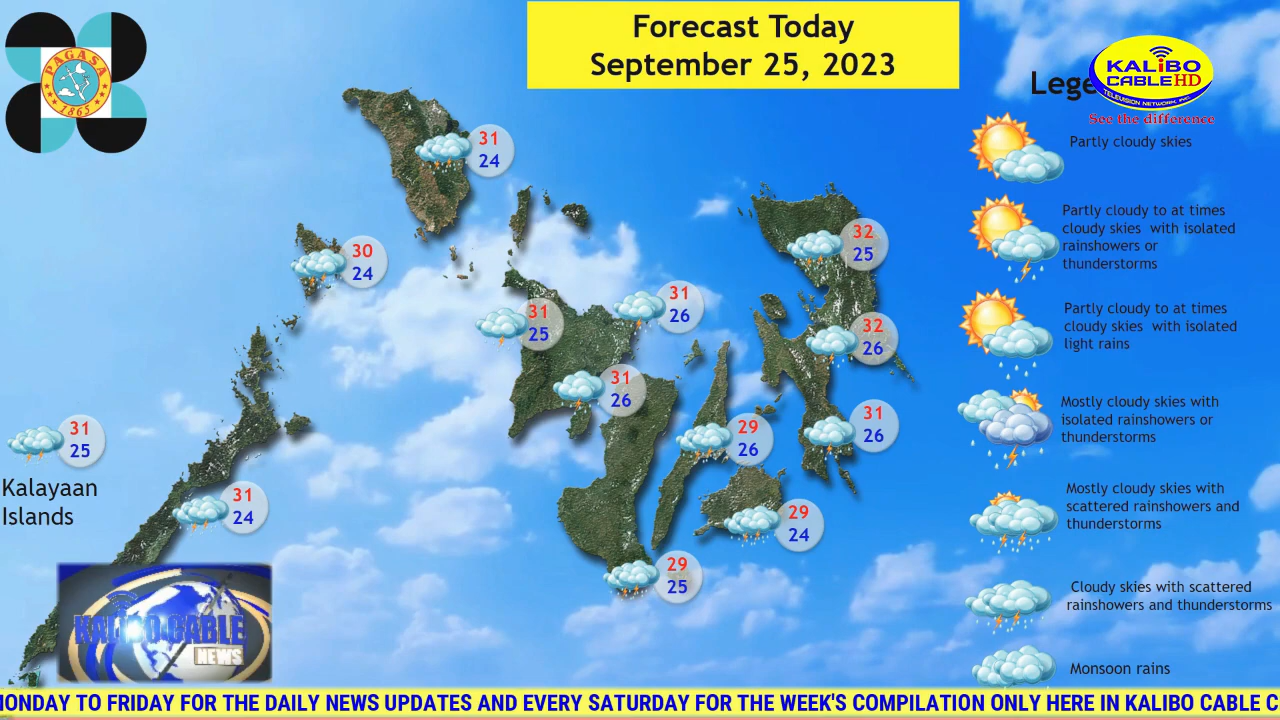 Forecast Today
September 25, 2023
PAGASA
1865
Lege
KALiBO
CABLE HD
TELEVISION NETWORK, INC.
See the difference
Partly cloudy skies
Partly cloudy to at times
cloudy skies with isolated
rainshowers or
thunderstorms
Partly cloudy to at times
cloudy skies with isolated
light rains
Mostly cloudy skies with
isolated rainshowers or
thunderstorms
Mostly cloudy skies with
scattered rainshowers and
thunderstorms
Cloudy skies with scattered
rainshowers and thunderstorms
Monsoon rains
31
24
30
24
32
25
31
26
31
25
32
26
31
26
31
26
29
26
31
25
Kalayaan
Islands
31
24
29
24
29
25
KALIBO CABLE
NEWS
MONDAY TO FRIDAY FOR THE DAILY NEWS UPDATES AND EVERY SATURDAY FOR THE WEEK'S COMPILATION ONLY HERE IN KALIBO CABLE C